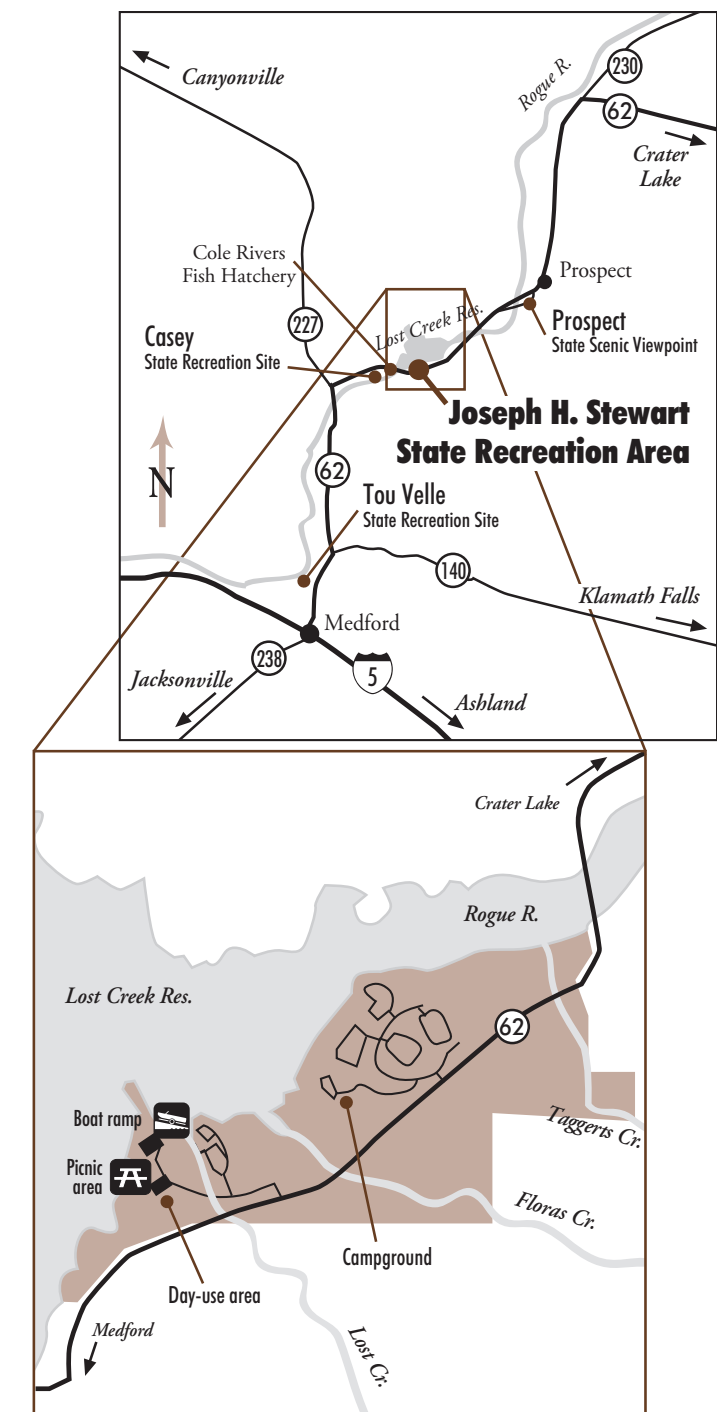 Canyonville
Rogue R.
230
62
Crater
Lake
Cole Rivers
Fish Hatchery
Prospect
227
Lost Creek Res.
Prospect
State Scenic Viewpoint
Casey
State Recreation Site
Joseph H. Stewart
State Recreation Area
N
62
Tou Velle
State Recreation Site
140
Klamath Falls
Medford
238
5
Jacksonville
Ashland
Crater Lake
Rogue R.
Lost Creek Res.
62
Boat ramp
Taggerts Cr.
Picnic
area
Floras Cr.
Campground
Day-use area
Medford
Lost Cr.